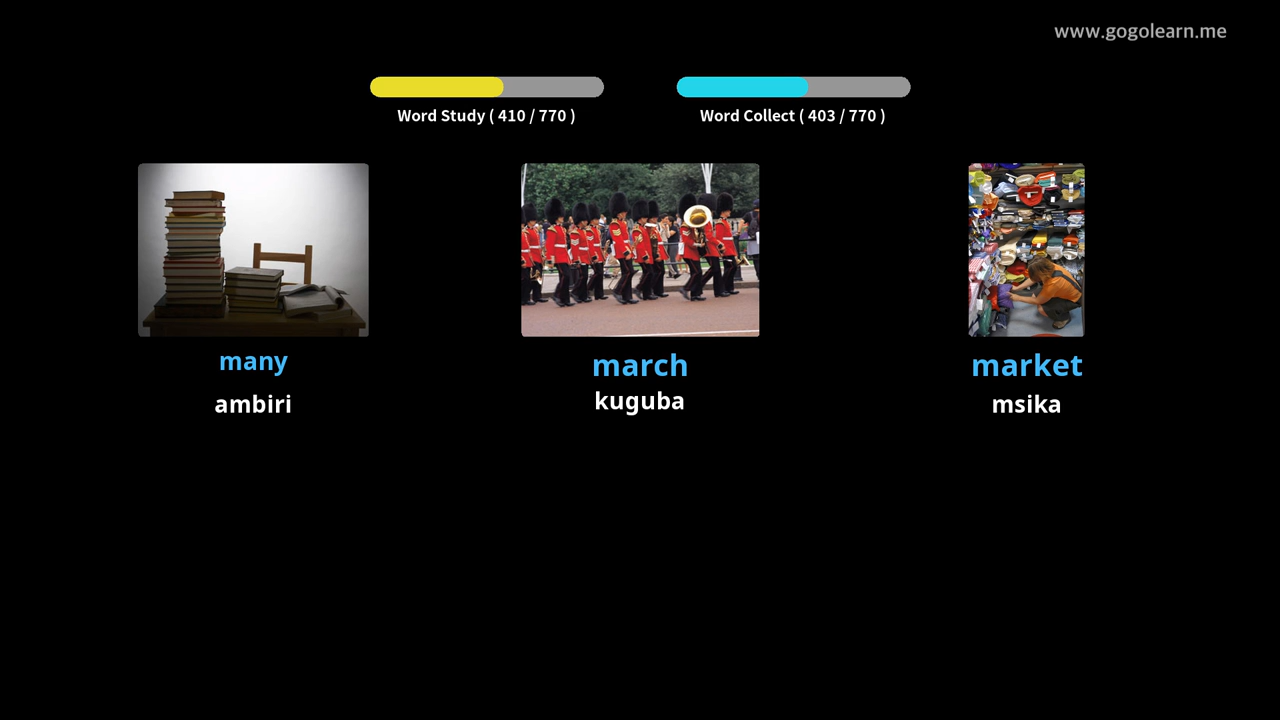 www.gogolearn.me
Word Study ( 410 / 770 )
Word Collect ( 403 / 770 )
many
march
market
ambiri
kuguba
msika